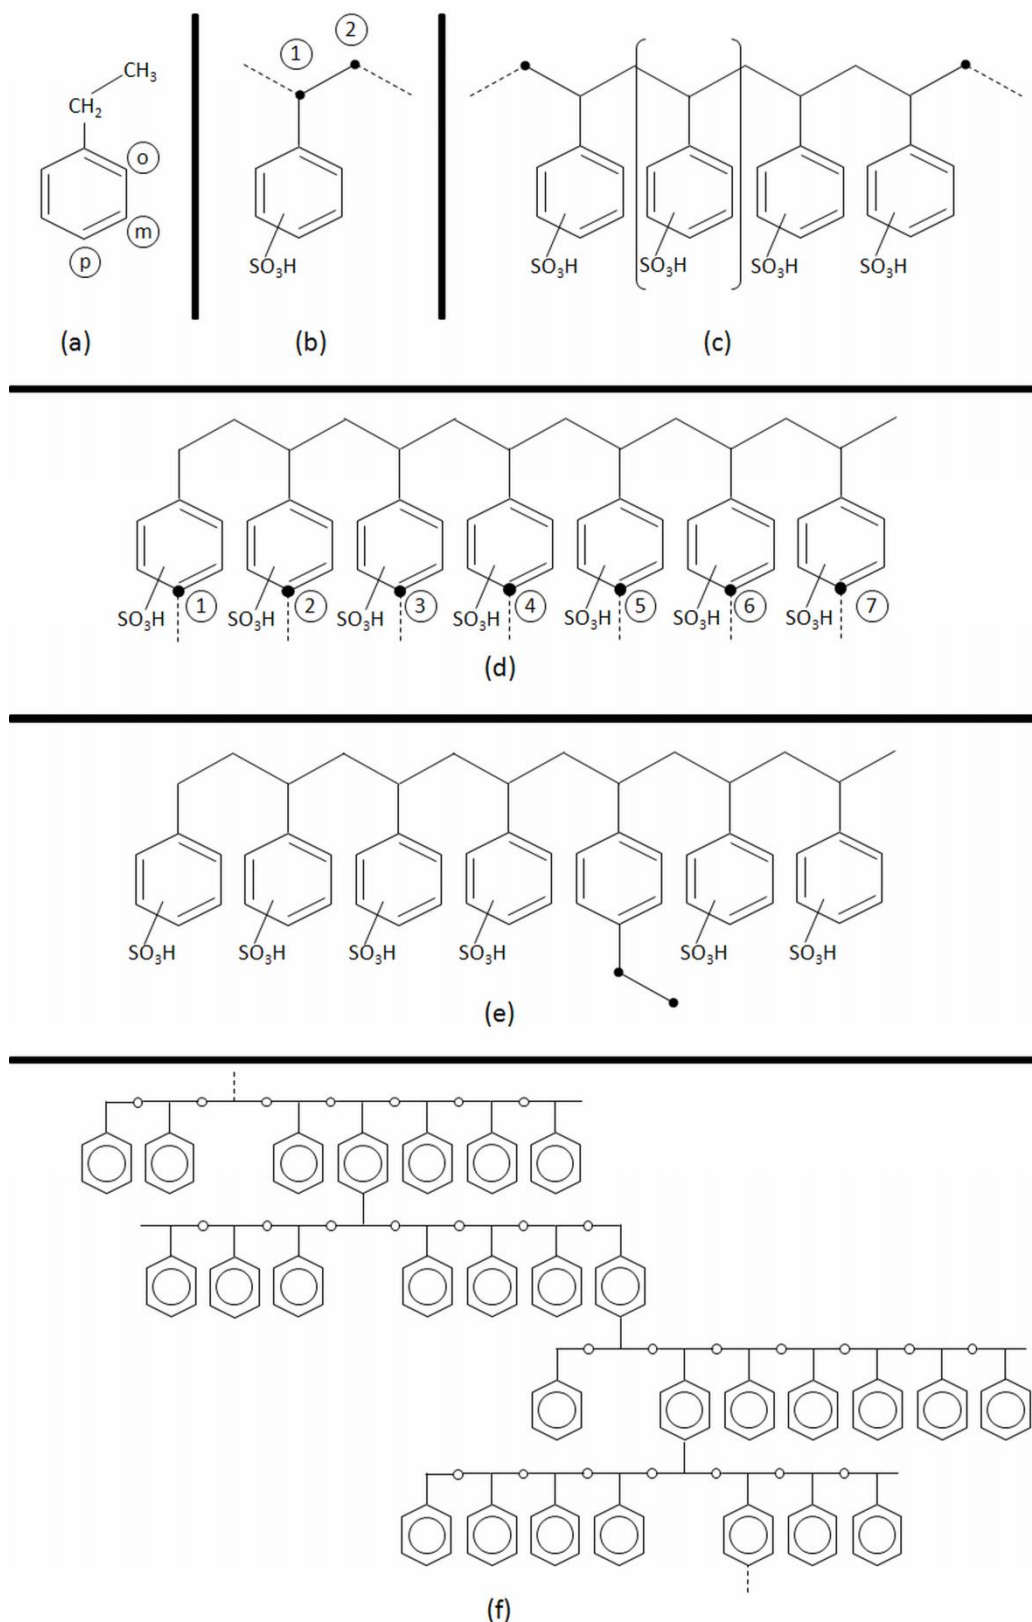 ① ②
CH₃
CH₂
o
m
p
SO₃H
SO₃H SO₃H SO₃H SO₃H
(a) (b) (c)
① ② ③ ④ ⑤ ⑥ ⑦
SO₃H SO₃H SO₃H SO₃H SO₃H SO₃H SO₃H
(d)
SO₃H SO₃H SO₃H SO₃H SO₃H SO₃H
(e)
(f)